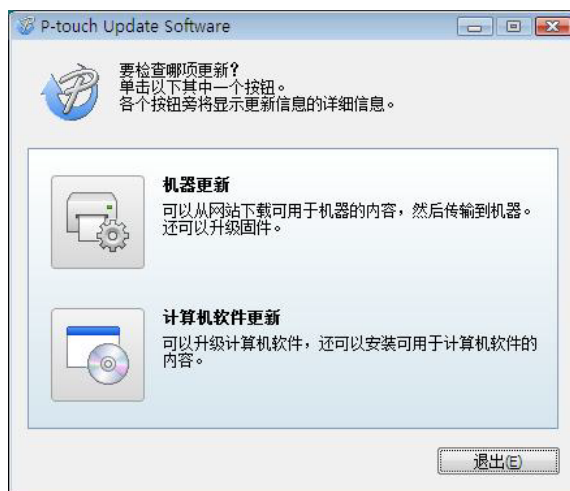 P-touch Update Software
要检查哪项更新?
单击以下其中一个按钮。
各个按钮旁将显示更新信息的详细信息。
机器更新
可以从网站下载可用于机器的内容，然后传输到机器。
还可以升级固件。
计算机软件更新
可以升级计算机软件，还可以安装可用于计算机软件的
内容。
退出(E)